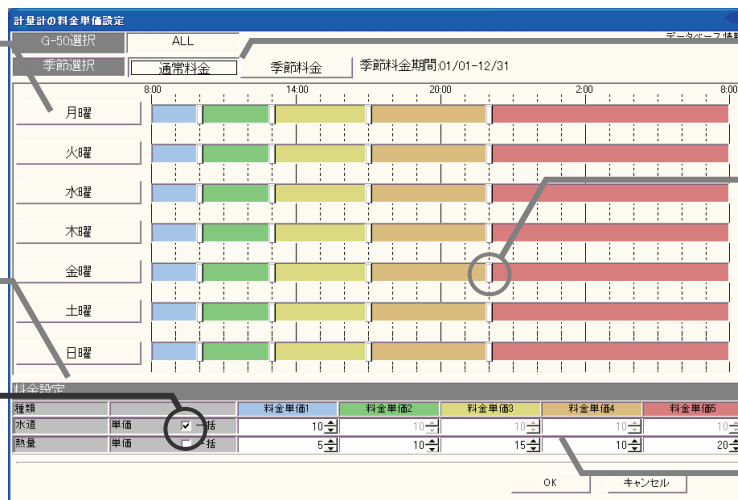 計量計の料金単価設定
G-50選択 ALL データベース情報
季節選択 通常料金 季節料金 季節料金期間:01/01-12/31
8:00 14:00 20:00 2:00 8:00
月曜
火曜
水曜
木曜
金曜
土曜
日曜
料金設定
種類 料金単価1 料金単価2 料金単価3 料金単価4 料金単価5
水道 単価 一括 10 10 10 10 10
熱量 単価 一括 5 10 15 10 20
OK キャンセル